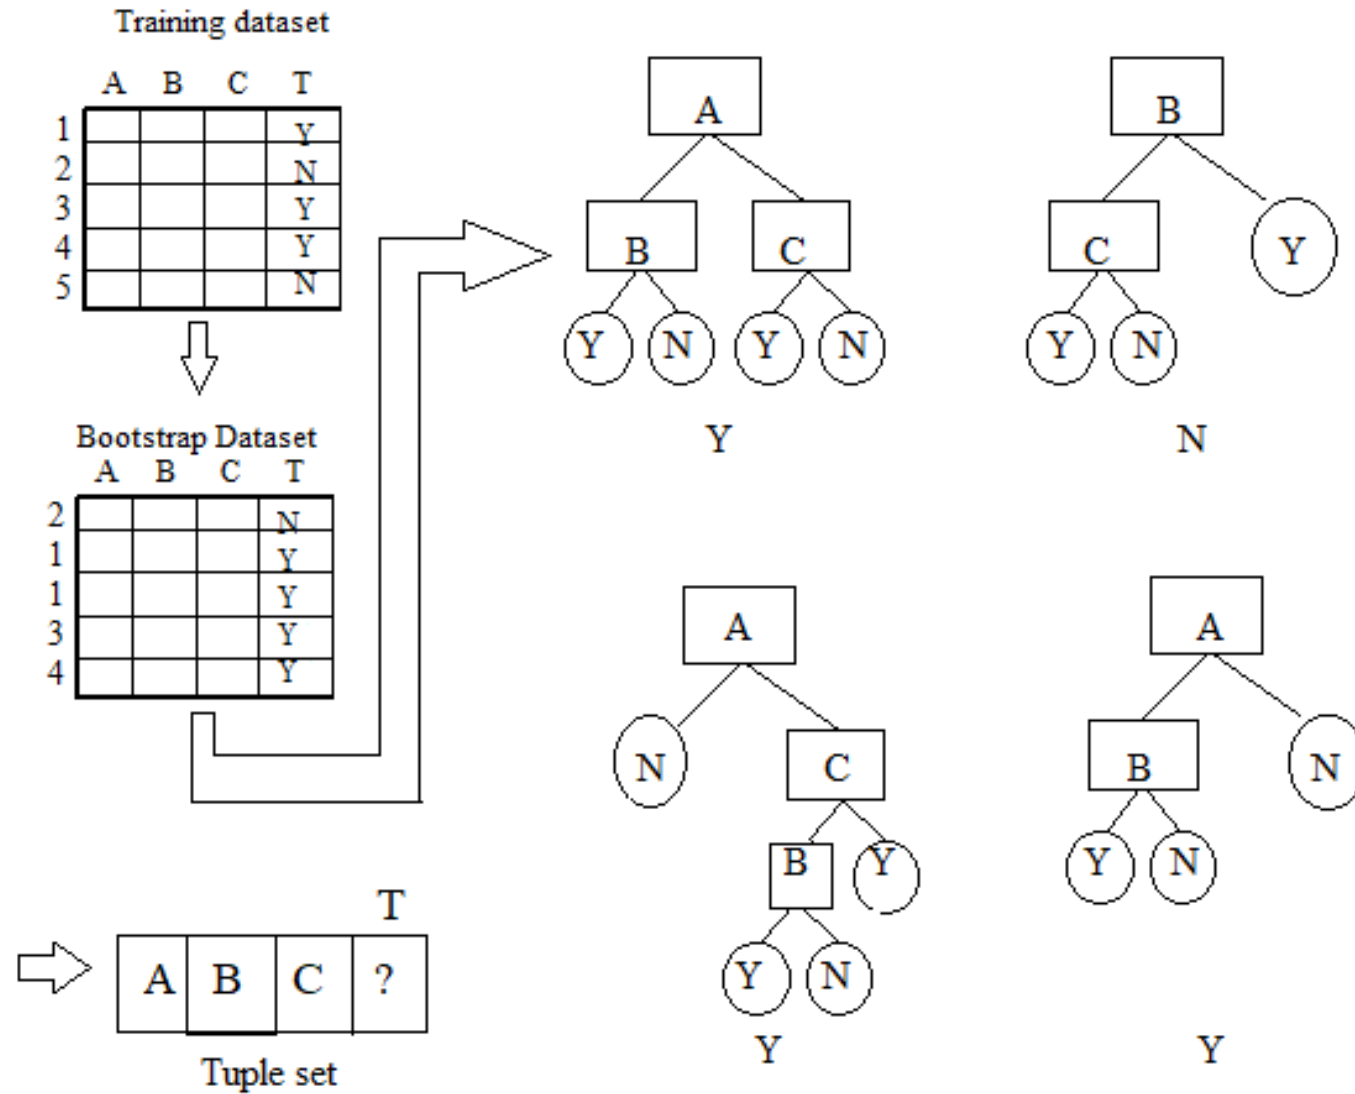 Training dataset
A B C T
1 Y
2 N
3 Y
4 Y
5 N
Bootstrap Dataset
A B C T
2 N
1 Y
1 Y
3 Y
4 Y
T
A B C ?
Tuple set
A
B C
Y N Y N
Y
B
C Y
Y N
N
A
N C
B Y
Y N
Y
A
B N
Y N
Y